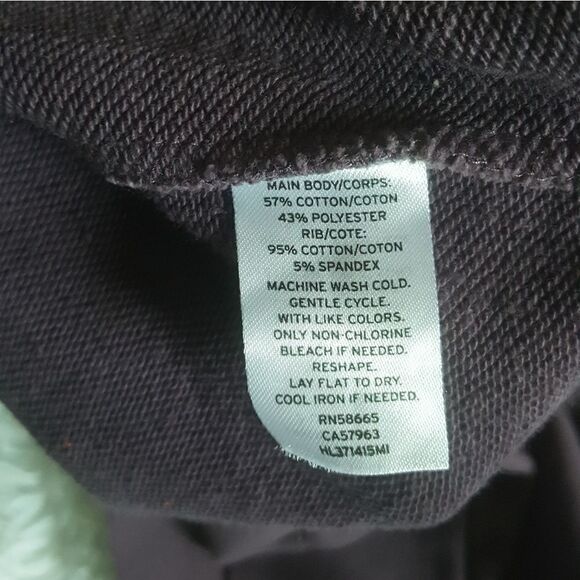 MAIN BODY/CORPS:
57% COTTON/COTON
43% POLYESTER
RIB/COTE:
95% COTTON/COTON
5% SPANDEX
MACHINE WASH COLD.
GENTLE CYCLE.
WITH LIKE COLORS.
ONLY NON-CHLORINE
BLEACH IF NEEDED.
RESHAPE.
LAY FLAT TO DRY.
COOL IRON IF NEEDED.
RN58665
CA57963
HL371415MI